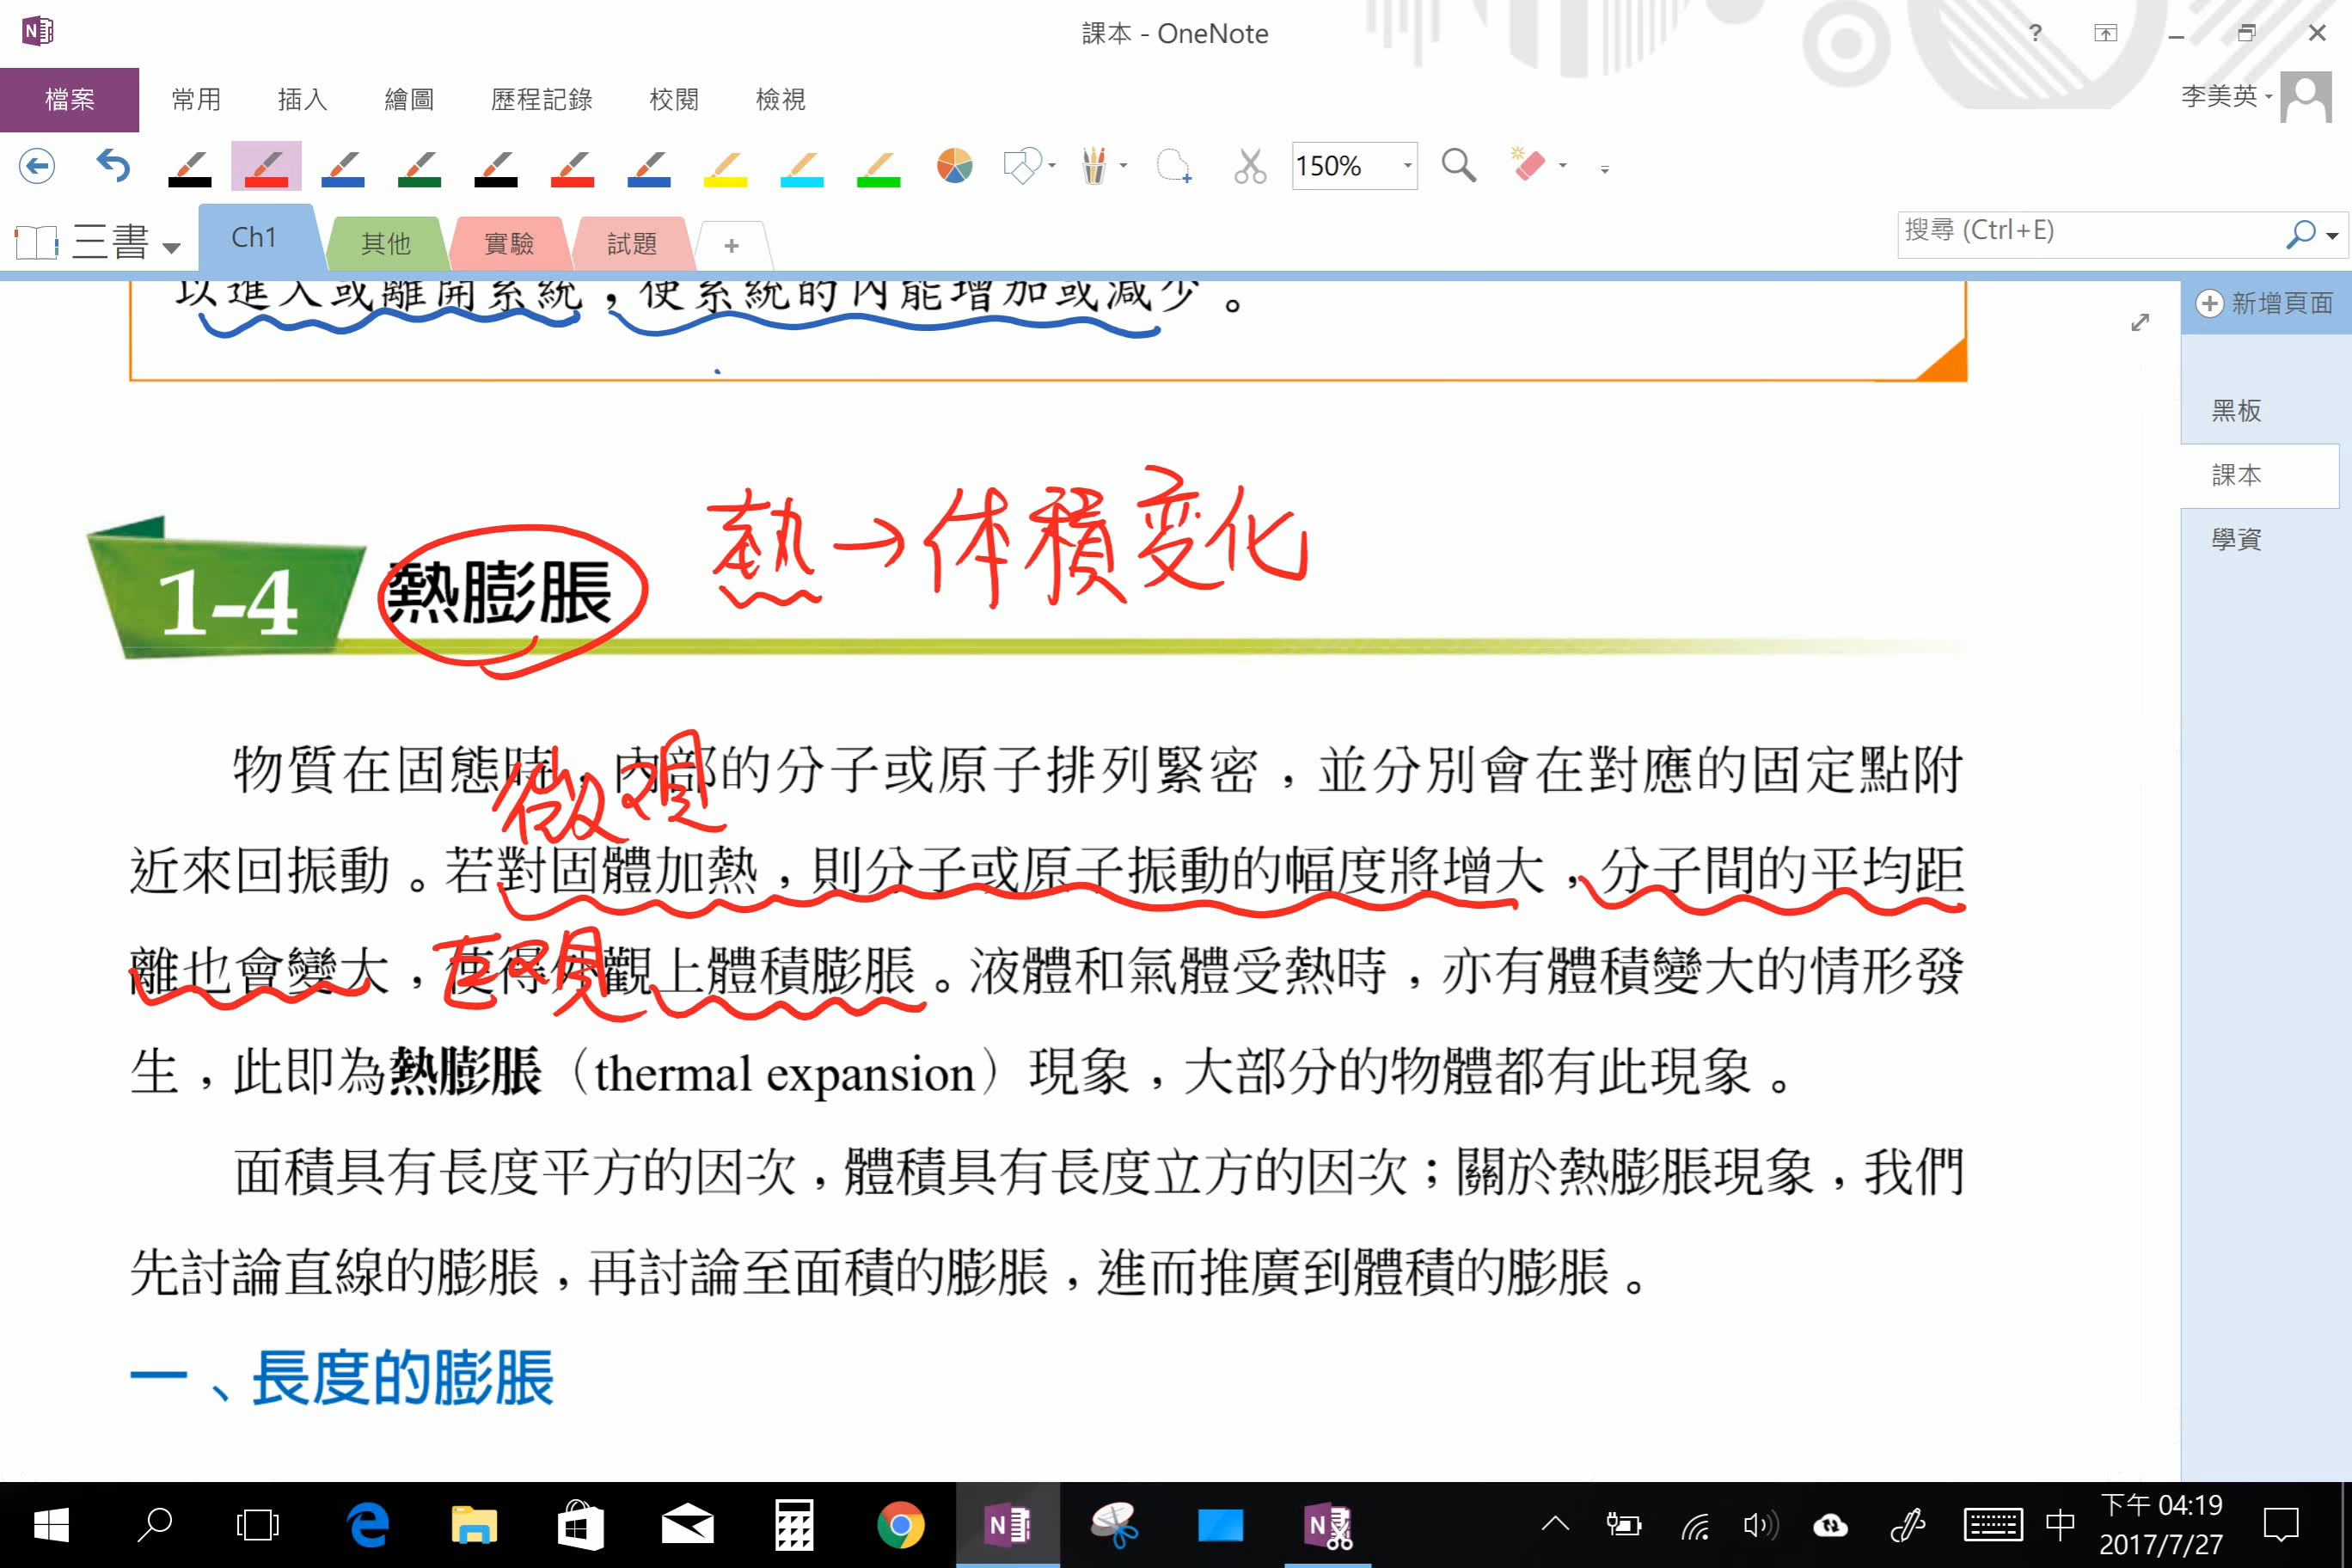 課本 - OneNote
?
檔案 常用 插入 繪圖 歷程記錄 校閱 檢視
李美英
150%
三書 Ch1 其他 實驗 試題 +
搜尋 (Ctrl+E)
以進入或離開系統，使系統的內能增加或減少。
新增頁面
黑板
課本
學資
熱→体積変化
1-4 熱膨脹
物質在固態時，內部的分子或原子排列緊密，並分別會在對應的固定點附
微观
近來回振動。若對固體加熱，則分子或原子振動的幅度將增大，分子間的平均距
巨观
離也會變大，使得外觀上體積膨脹。液體和氣體受熱時，亦有體積變大的情形發
生，此即為熱膨脹（thermal expansion）現象，大部分的物體都有此現象。
面積具有長度平方的因次，體積具有長度立方的因次；關於熱膨脹現象，我們
先討論直線的膨脹，再討論至面積的膨脹，進而推廣到體積的膨脹。
一、長度的膨脹
中
下午 04:19
2017/7/27